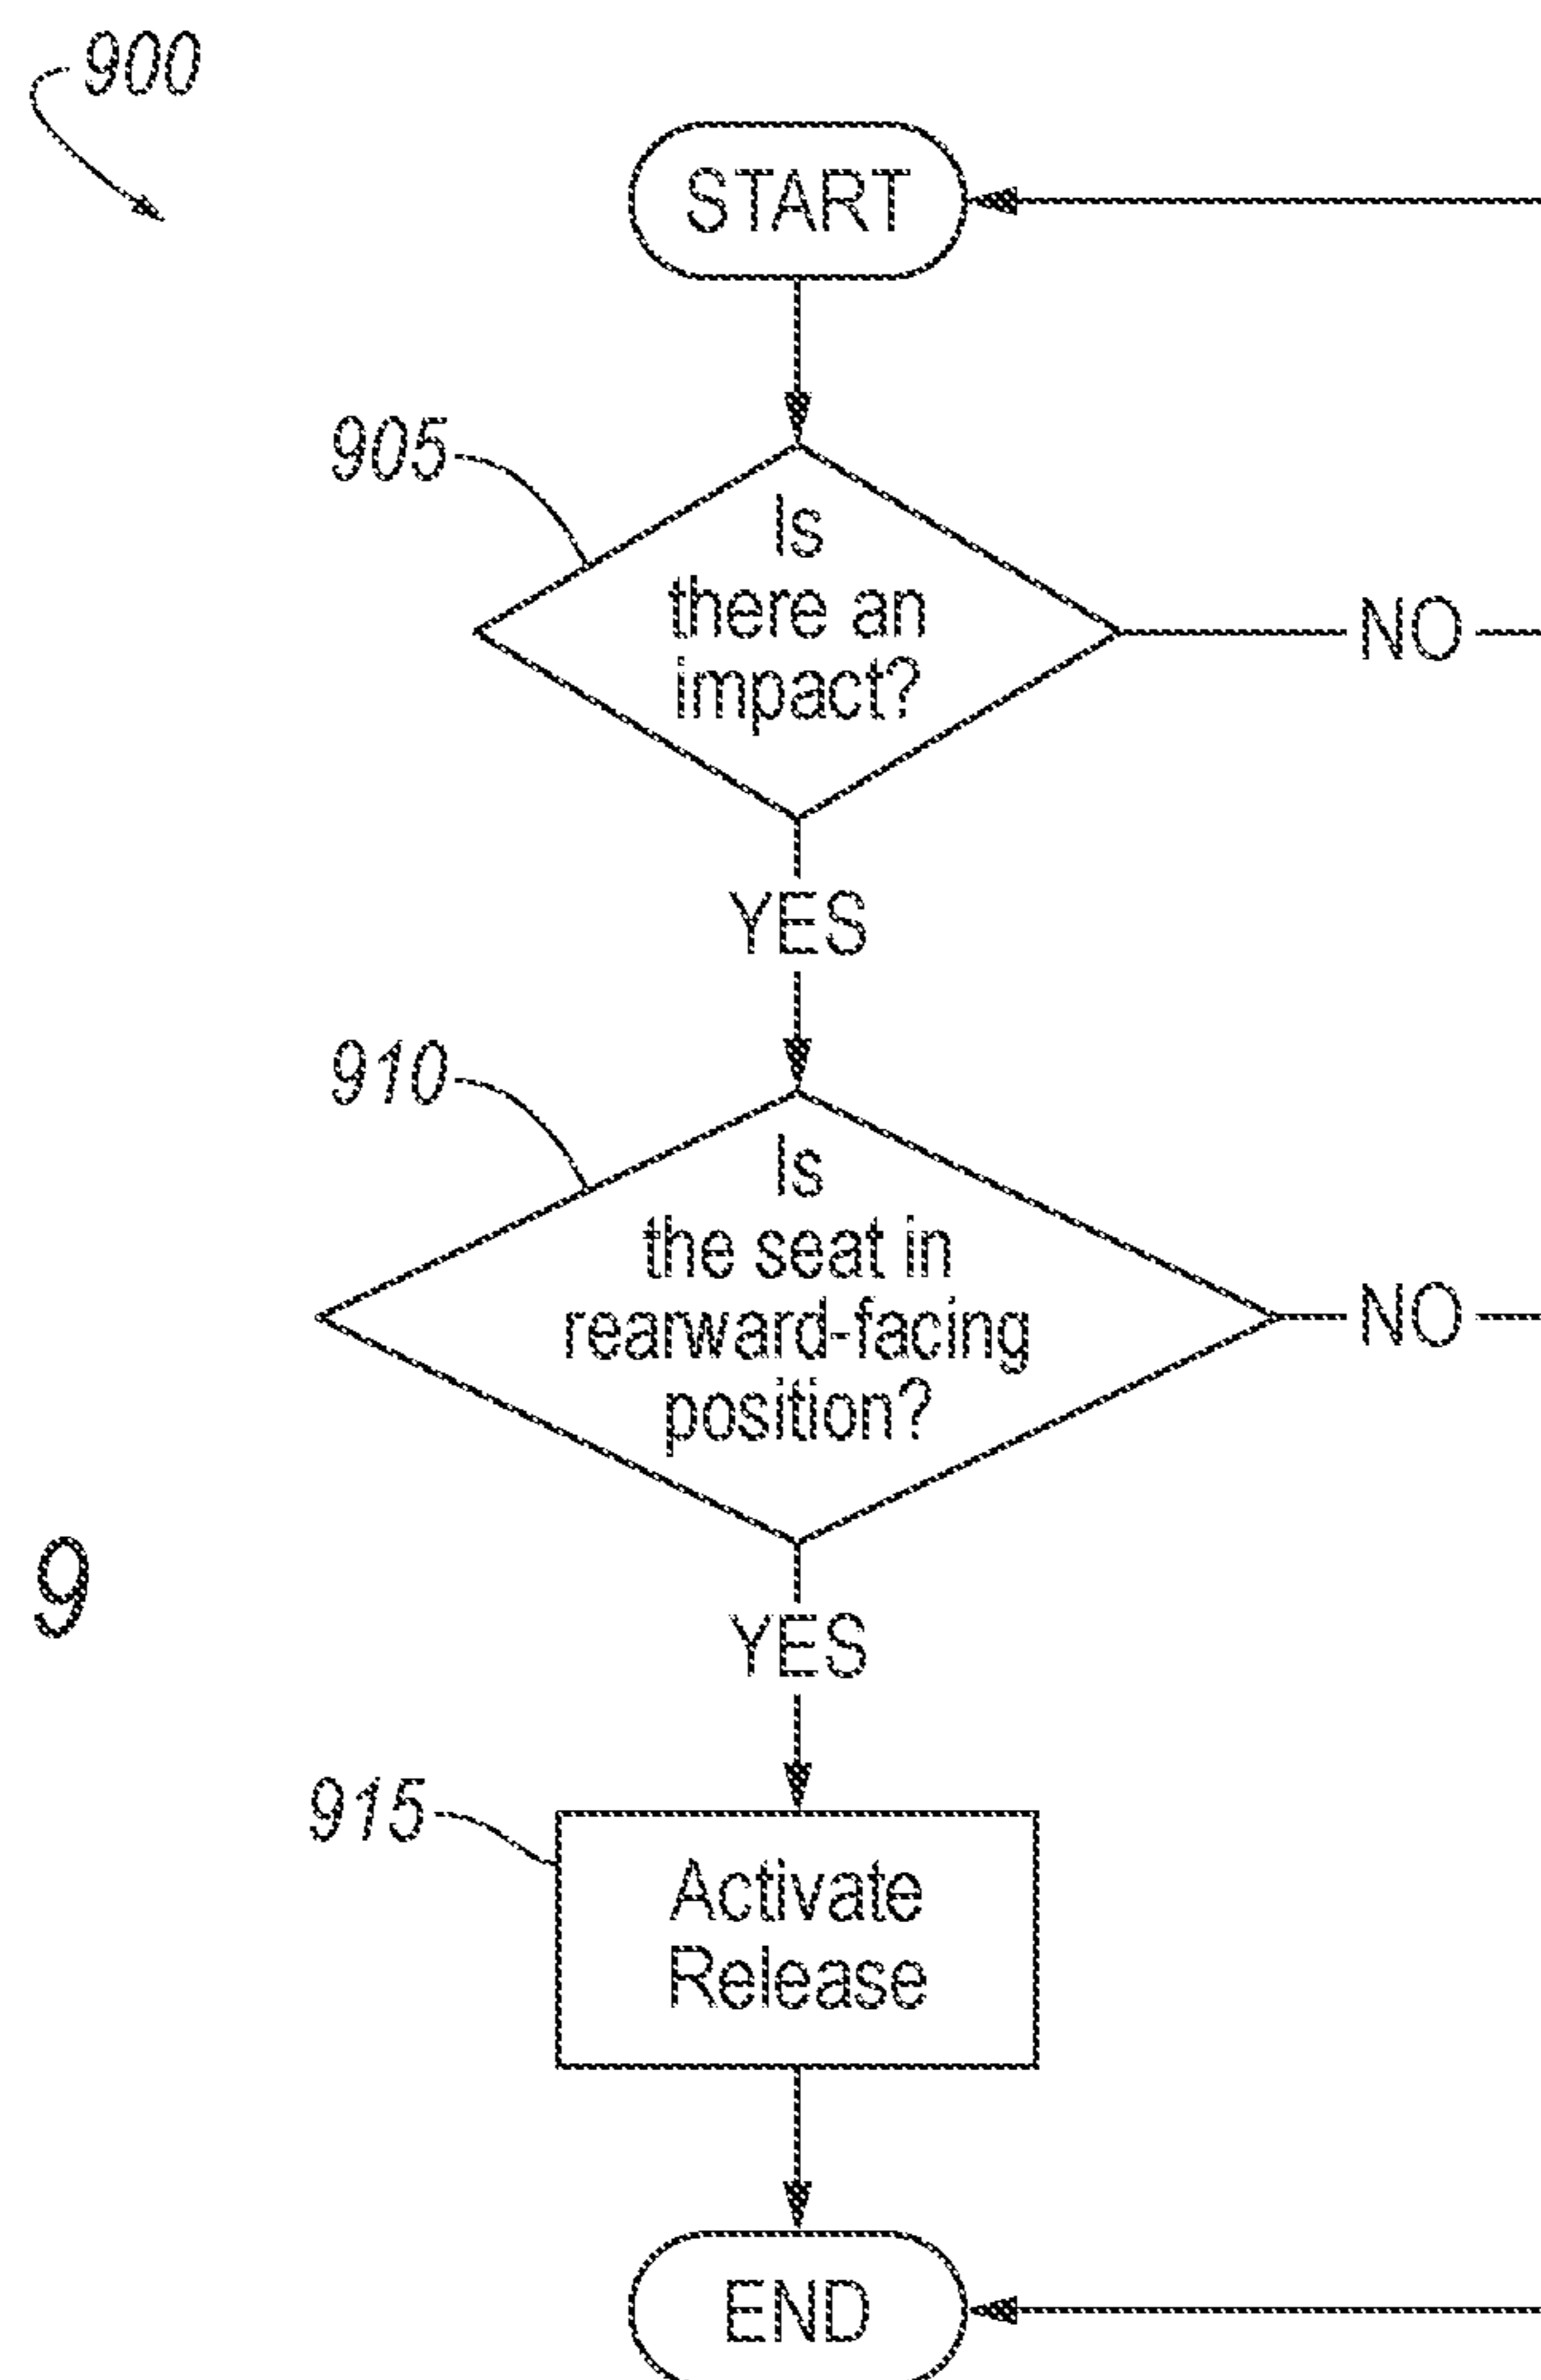 900
START
905
Is
there an
impact?
NO
YES
910
Is
the seat in
rearward-facing
position?
NO
9
YES
915
Activate
Release
END